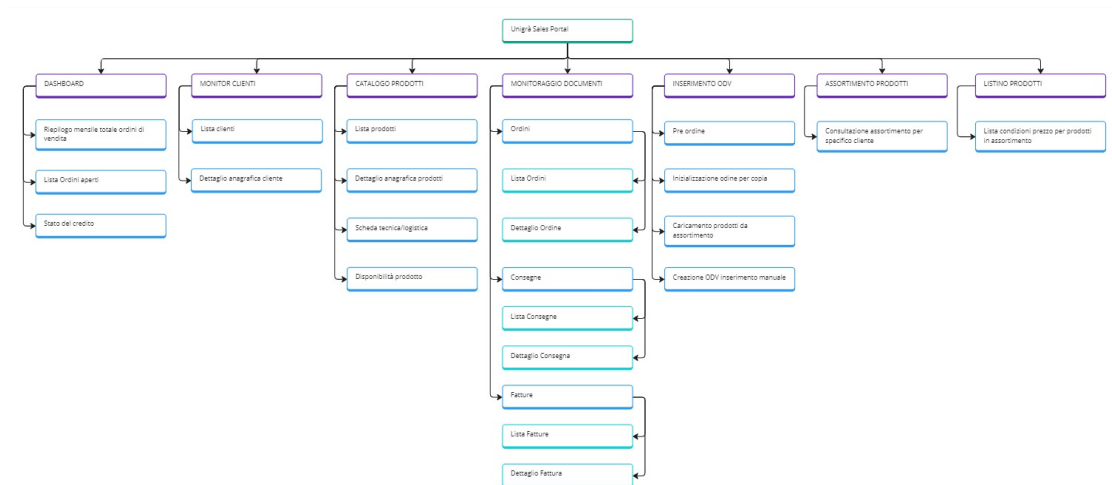 Unigrà Sales Portal
DASHBOARD
Riepilogo mensile totale ordini di
vendita
Lista Ordini aperti
Stato del credito
MONITOR CLIENTI
Lista clienti
Dettaglio anagrafica cliente
CATALOGO PRODOTTI
Lista prodotti
Dettaglio anagrafica prodotti
Scheda tecnica/logistica
Disponibilità prodotto
MONITORAGGIO DOCUMENTI
Ordini
Lista Ordini
Dettaglio Ordine
Consegne
Lista Consegne
Dettaglio Consegna
Fatture
Lista Fatture
Dettaglio Fattura
INSERIMENTO ODV
Pre ordine
Inizializzazione odine per copia
Caricamento prodotti da
assortimento
Creazione ODV inserimento manuale
ASSORTIMENTO PRODOTTI
Consultazione assortimento per
specifico cliente
LISTINO PRODOTTI
Lista condizioni prezzo per prodotti
in assortimento